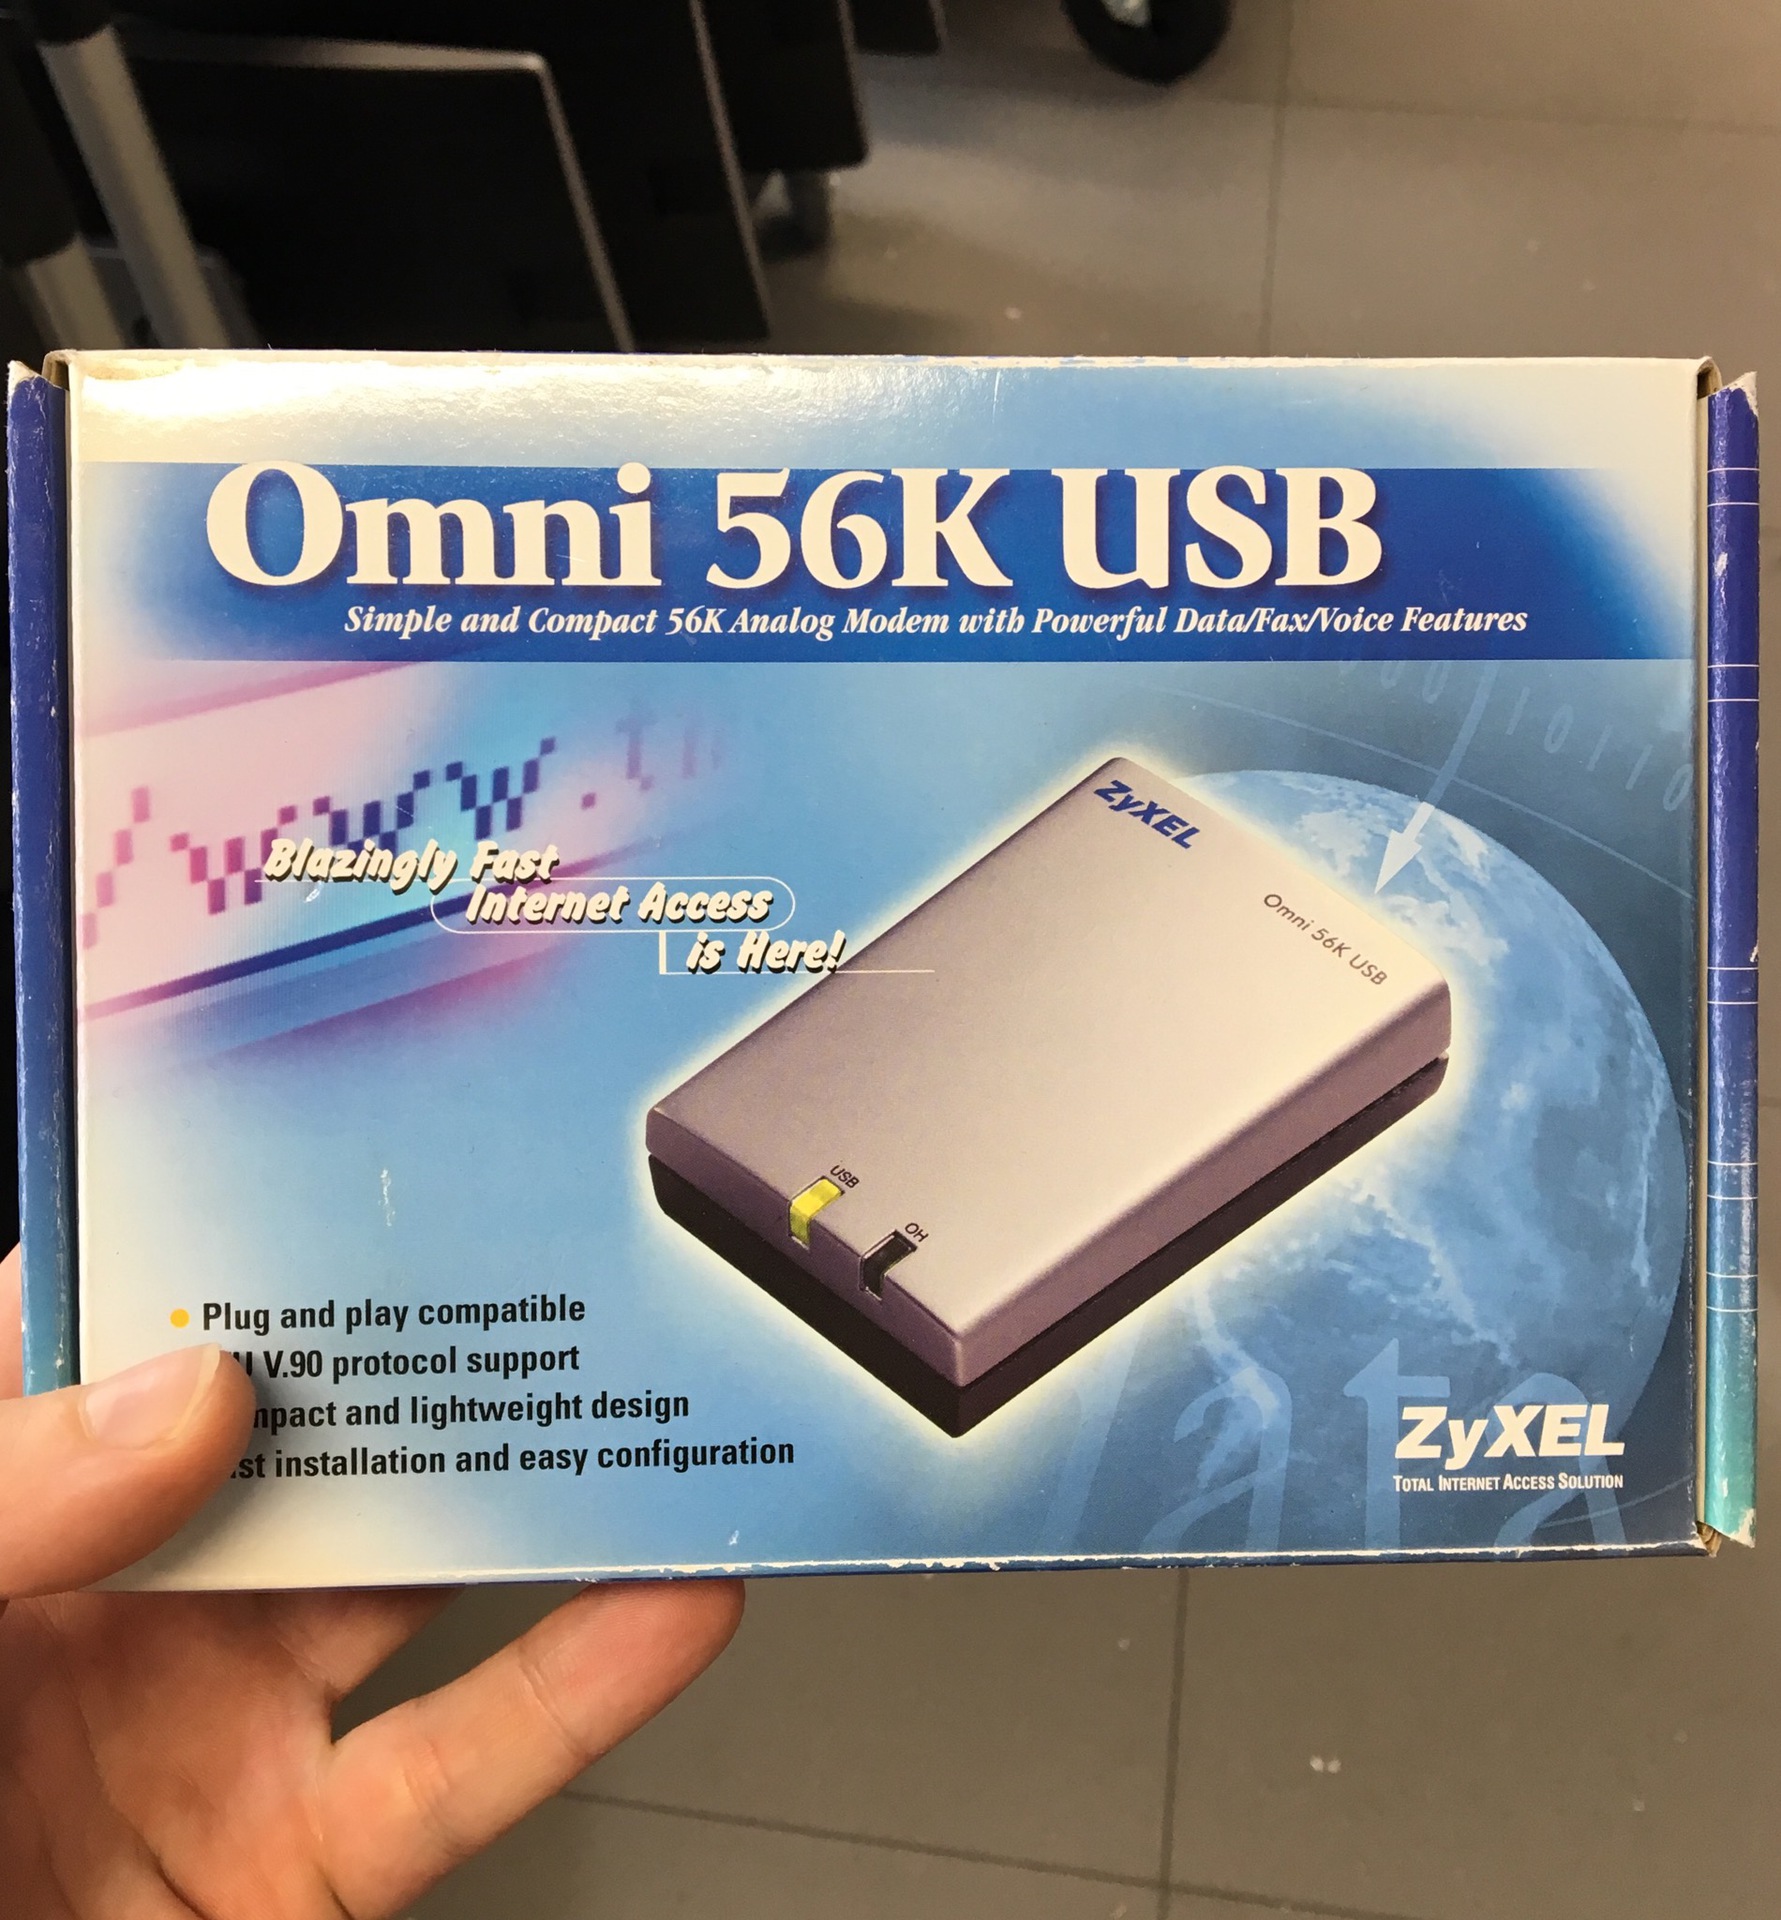 Omni 56K USB
Simple and Compact 56K Analog Modem with Powerful Data/Fax/Voice Features
/www.t
Blazingly Fast
Internet Access
is Here!
ZyXEL
Omni 56K USB
USB
OH
Plug and play compatible
V.90 protocol support
and lightweight design
installation and easy configuration
ZyXEL
TOTAL INTERNET ACCESS SOLUTION